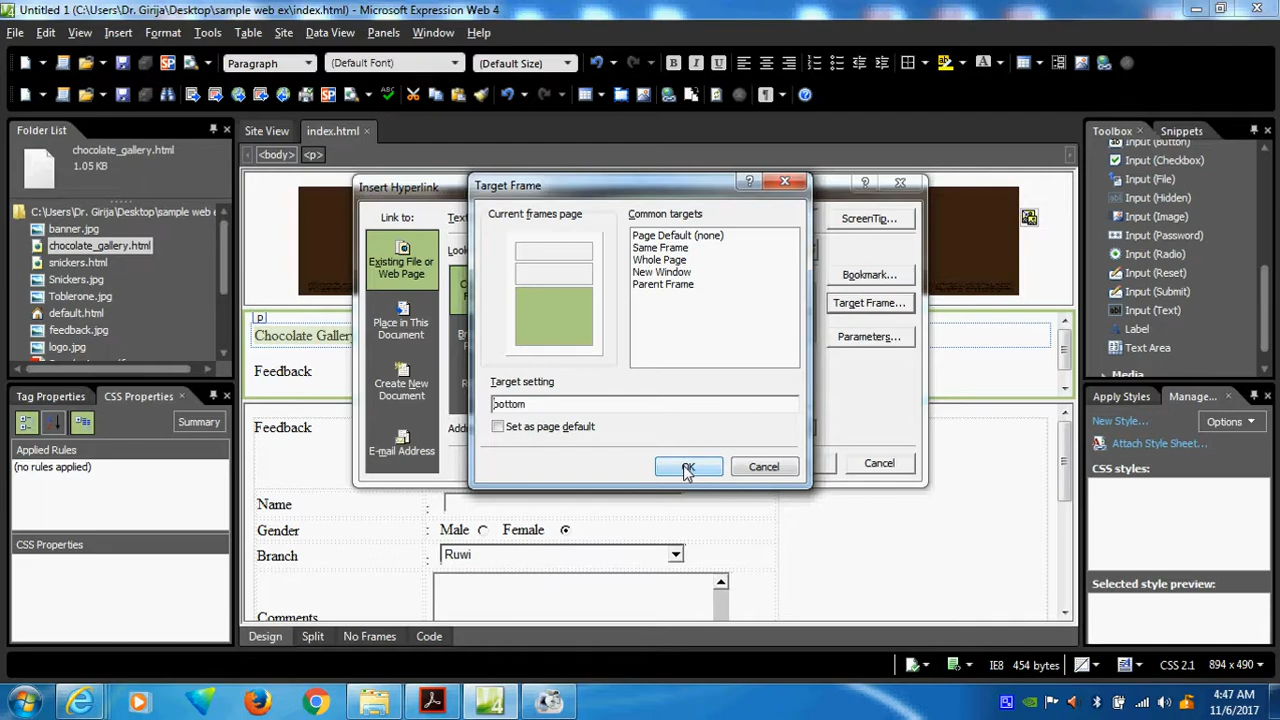 Untitled 1 (C:\Users\Dr. Girija\Desktop\sample web ex\index.html) - Microsoft Expression Web 4
File Edit View Insert Format Tools Table Site Data View Panels Window Help
Paragraph (Default Font) (Default Size)
Folder List
chocolate_gallery.html
1.05 KB
C:\Users\Dr. Girija\Desktop\sample web e
banner.jpg
chocolate_gallery.html
snickers.html
Snickers.jpg
Toblerone.jpg
default.html
feedback.jpg
logo.jpg
Tag Properties CSS Properties
Summary
Applied Rules
(no rules applied)
CSS Properties
Site View index.html
<body> <p>
Insert Hyperlink
Link to:
Existing File or
Web Page
Place in This
Document
Create New
Document
E-mail Address
ScreenTip...
Bookmark...
Target Frame...
Parameters...
Cancel
Target Frame
Current frames page
Common targets
Page Default (none)
Same Frame
Whole Page
New Window
Parent Frame
Target setting
bottom
Set as page default
OK Cancel
p
Chocolate Galler
Feedback
Feedback
Name :
Gender : Male Female
Branch : Ruwi
Comments
Design Split No Frames Code
Toolbox Snippets
Input (Button)
Input (Checkbox)
Input (File)
Input (Hidden)
Input (Image)
Input (Password)
Input (Radio)
Input (Reset)
Input (Submit)
Input (Text)
Label
Text Area
Media
Apply Styles Manage...
New Style... Options
Attach Style Sheet...
CSS styles:
Selected style preview:
IE8 454 bytes CSS 2.1 894 x 490
4:47 AM
11/6/2017